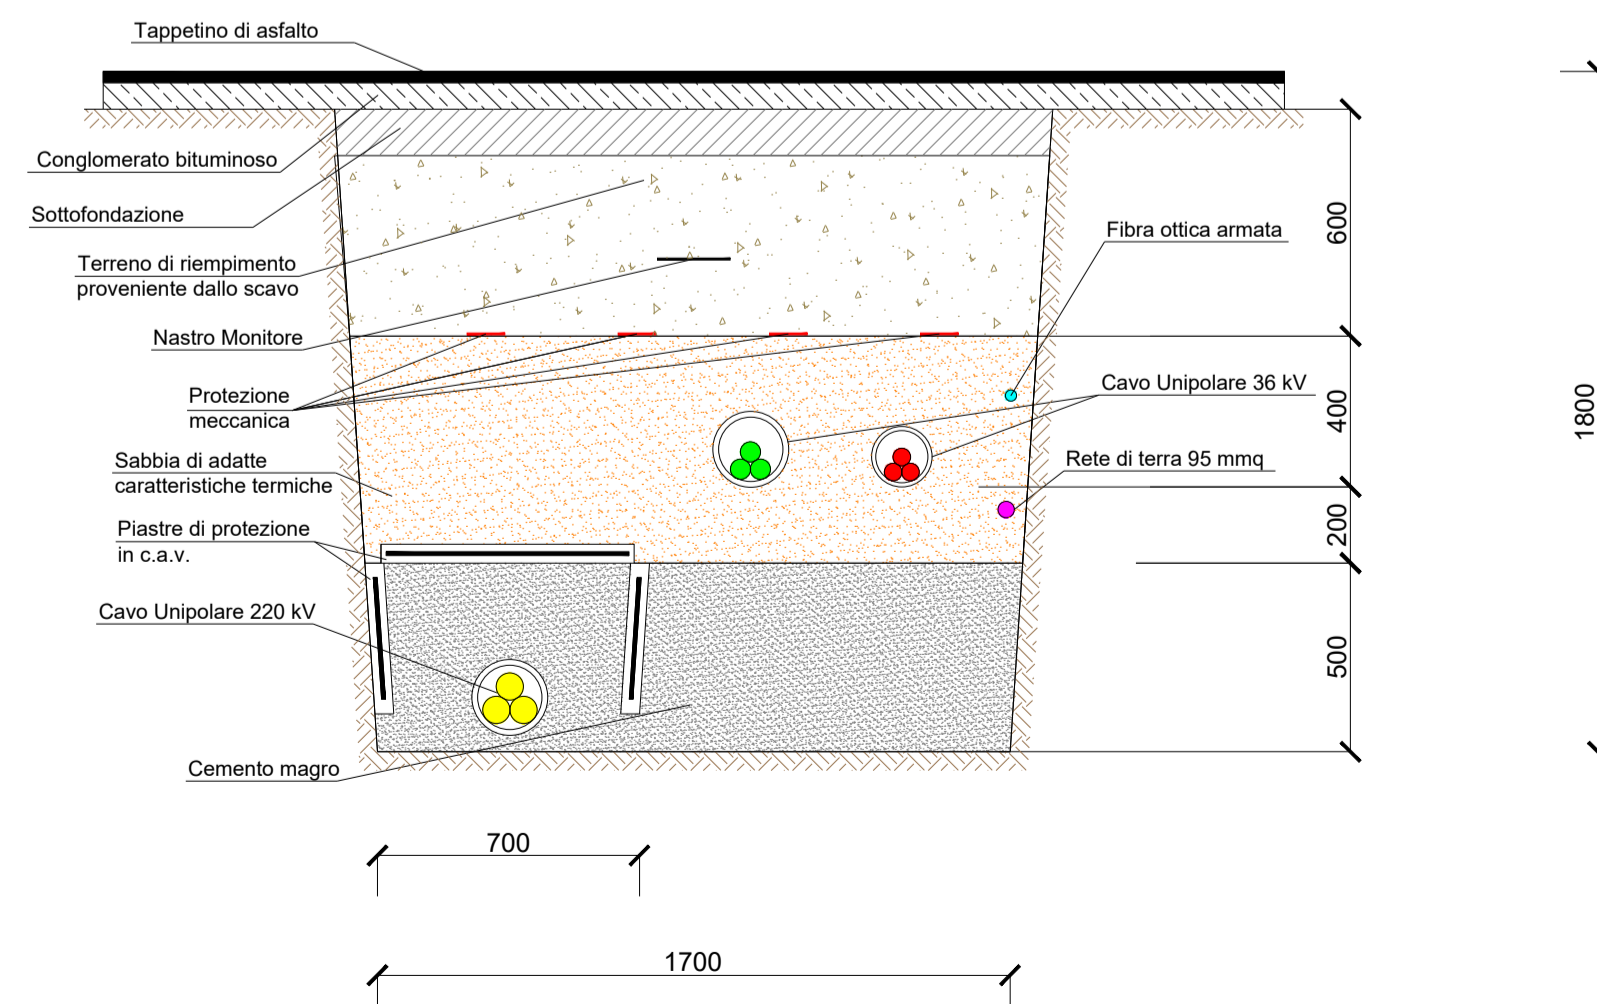 Tappetino di asfalto
Conglomerato bituminoso
Sottofondazione
Terreno di riempimento
proveniente dallo scavo
Nastro Monitore
Protezione
meccanica
Sabbia di adatte
caratteristiche termiche
Piastre di protezione
in c.a.v.
Cavo Unipolare 220 kV
Cemento magro
Fibra ottica armata
Cavo Unipolare 36 kV
Rete di terra 95 mmq
600
400
200
500
1800
700
1700